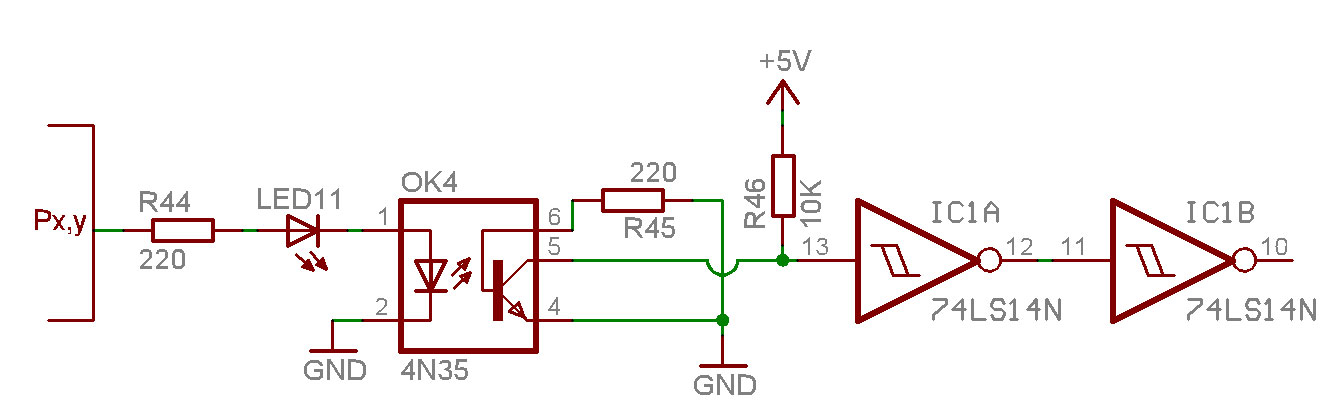 +5V
Px,y
R44
220
LED11
OK4
1
2
GND
4N35
6
5
4
220
R45
GND
R46
10K
13
IC1A
12
74LS14N
11
IC1B
10
74LS14N